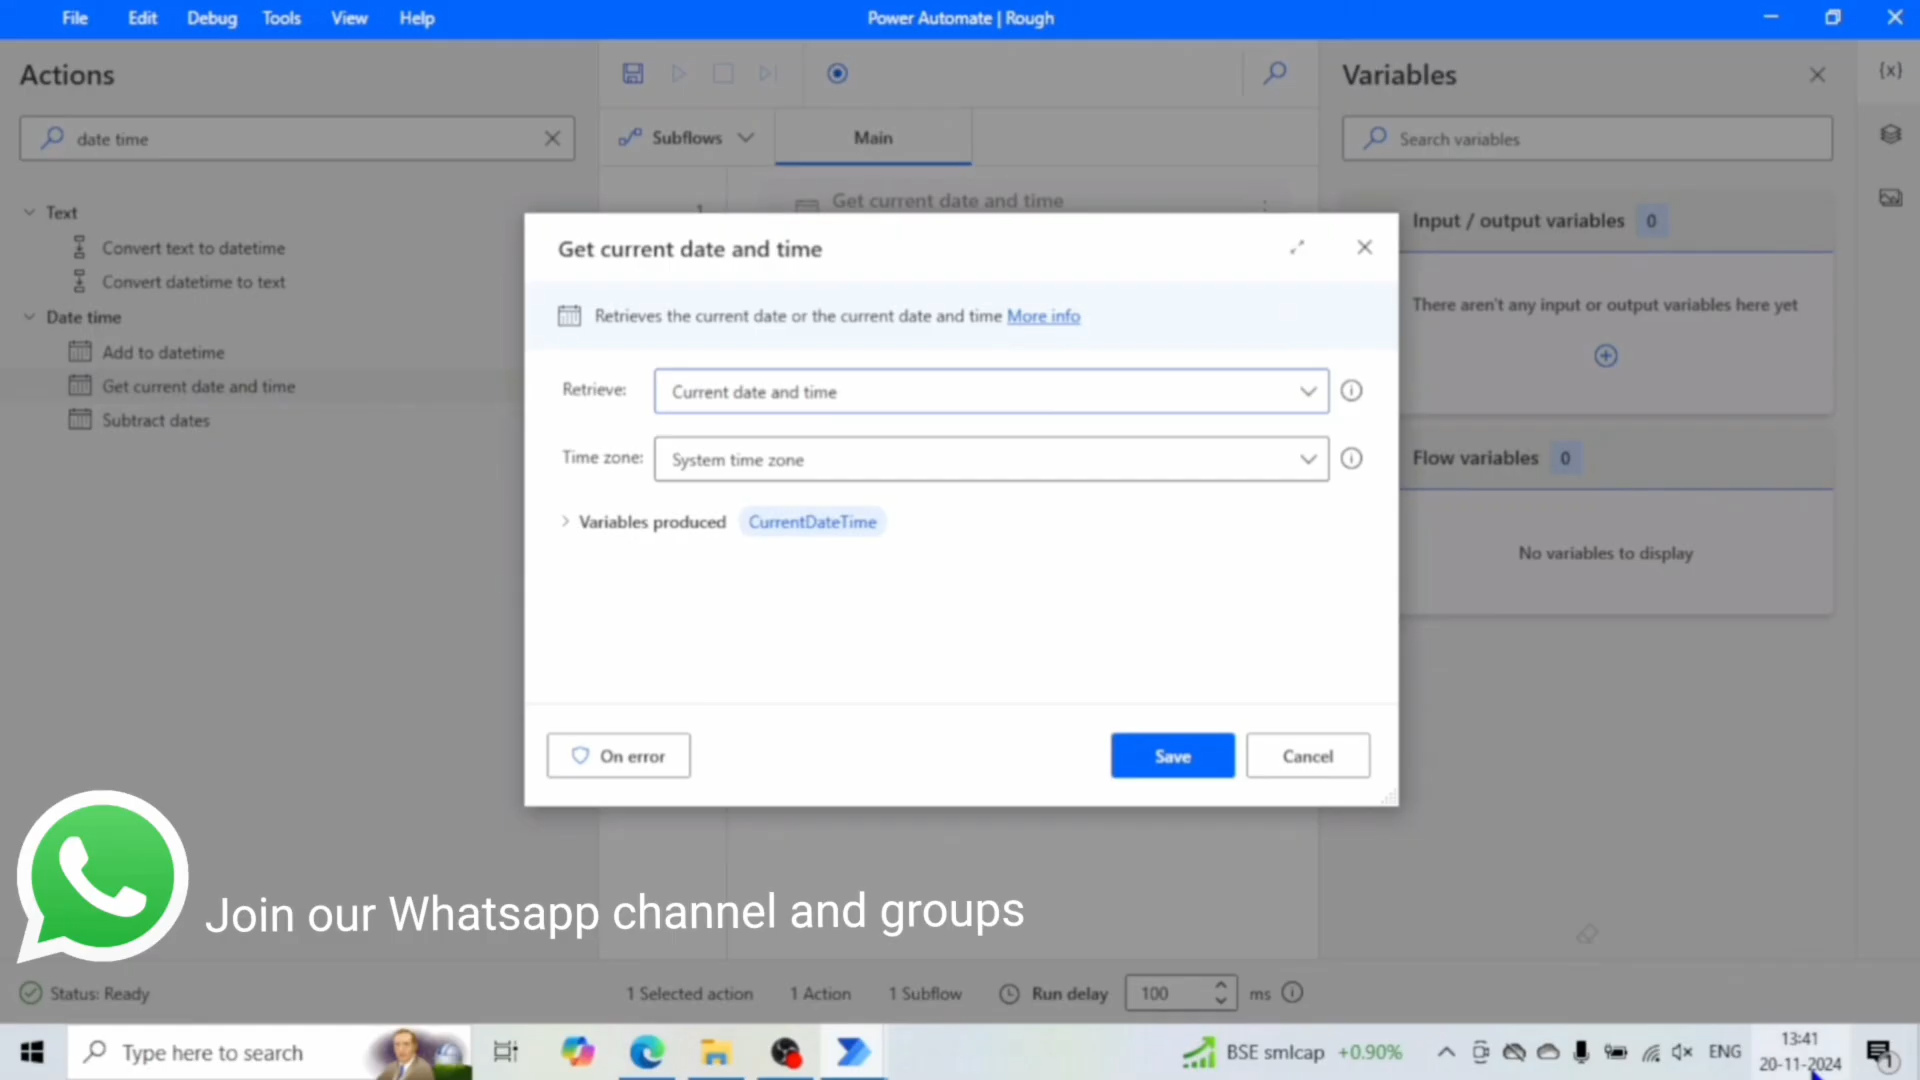 File Edit Debug Tools View Help
Power Automate | Rough
Actions
date time
Text
Convert text to datetime
Convert datetime to text
Date time
Add to datetime
Get current date and time
Subtract dates
Subflows
Main
1
Get current date and time
Get current date and time
Retrieves the current date or the current date and time More info
Retrieve: Current date and time
Time zone: System time zone
Variables produced CurrentDateTime
On error
Save
Cancel
Variables
{x}
Search variables
Input / output variables 0
There aren't any input or output variables here yet
Flow variables 0
No variables to display
Join our Whatsapp channel and groups
Status: Ready
1 Selected action
1 Action
1 Subflow
Run delay 100 ms
Type here to search
BSE smlcap +0.90%
ENG
13:41
20-11-2024
1